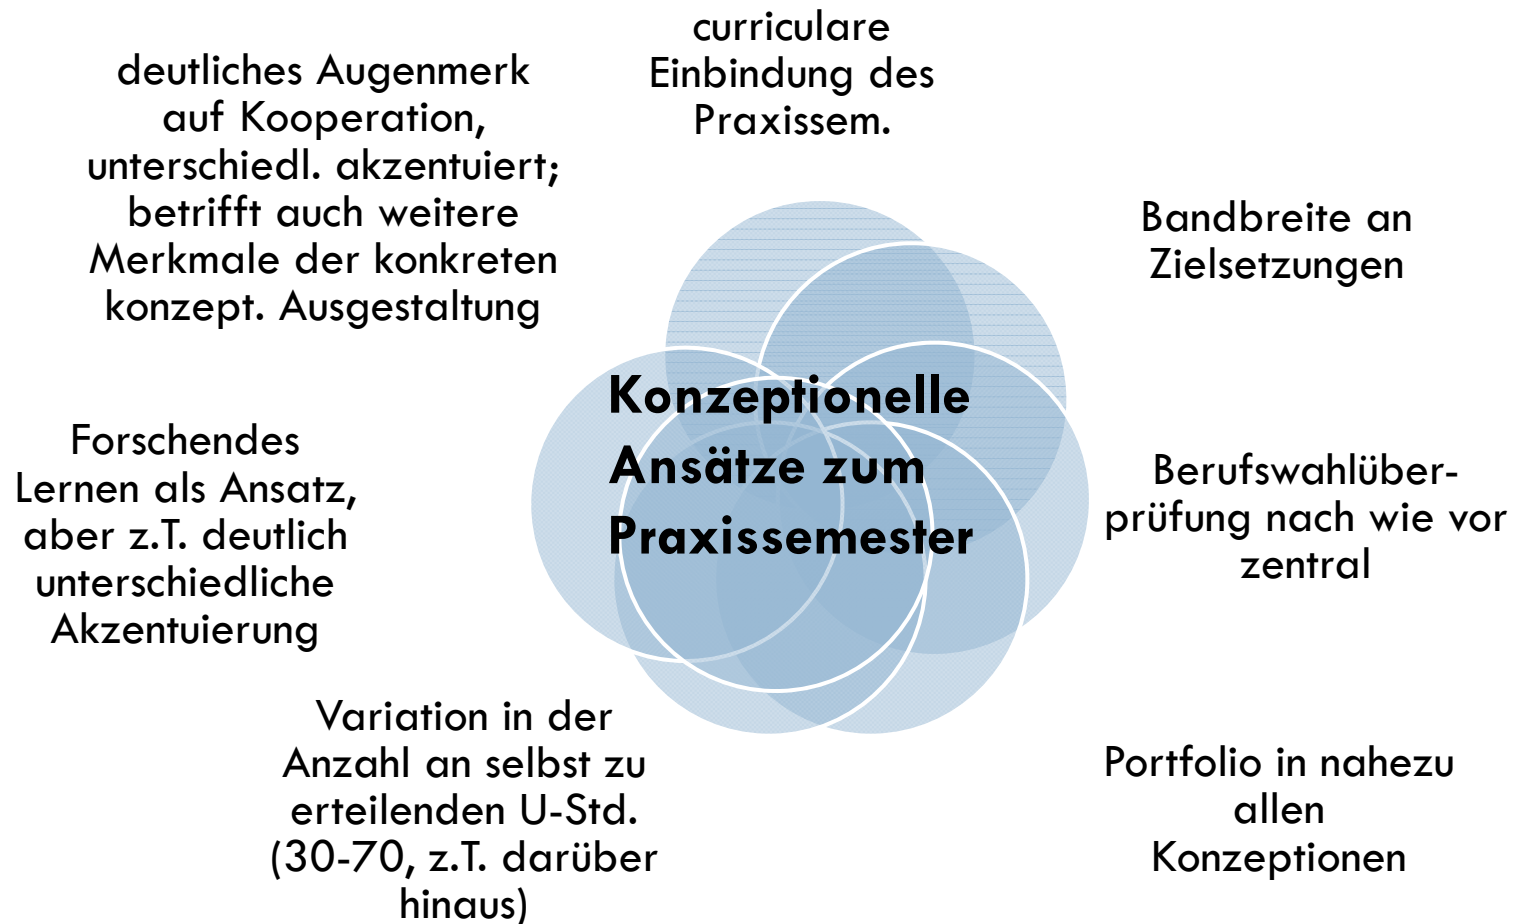 curriculare
Einbindung des
Praxissem.
deutliches Augenmerk
auf Kooperation,
unterschiedl. akzentuiert;
betrifft auch weitere
Merkmale der konkreten
konzept. Ausgestaltung
Bandbreite an
Zielsetzungen
Konzeptionelle
Ansätze zum
Praxissemester
Forschendes
Lernen als Ansatz,
aber z.T. deutlich
unterschiedliche
Akzentuierung
Berufswahlüber-
prüfung nach wie vor
zentral
Variation in der
Anzahl an selbst zu
erteilenden U-Std.
(30-70, z.T. darüber
hinaus)
Portfolio in nahezu
allen
Konzeptionen